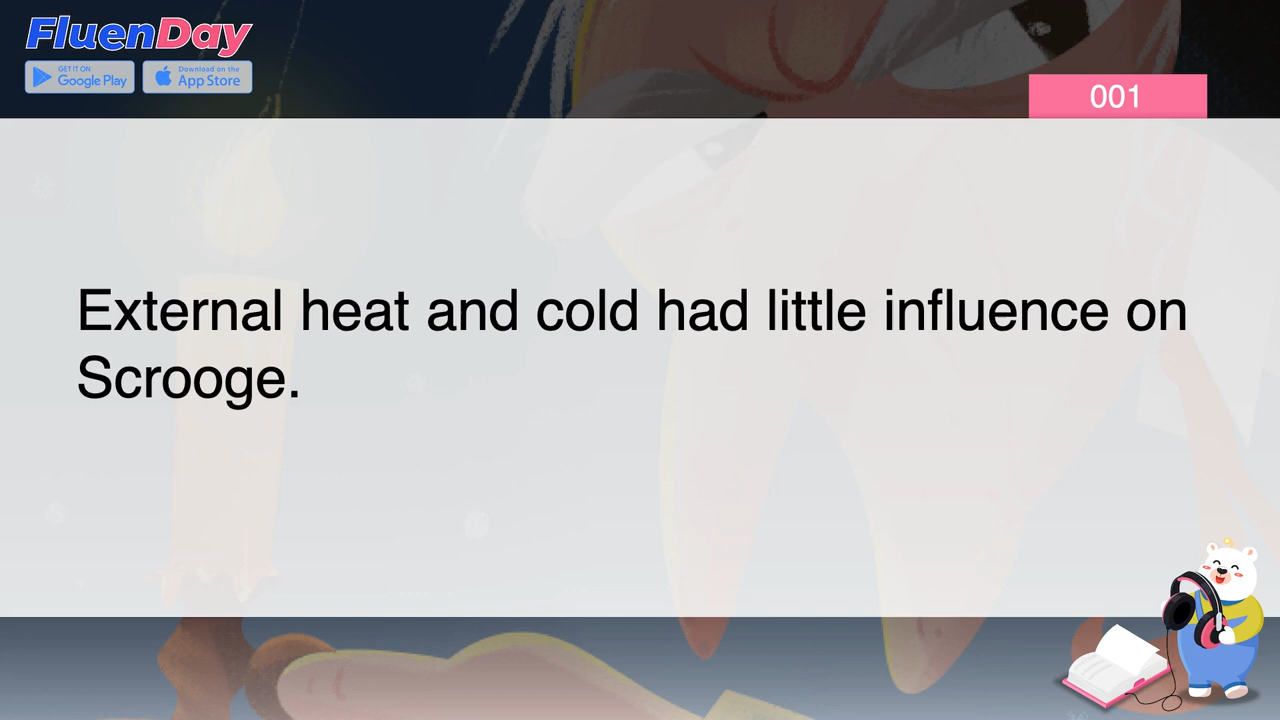 FluenDay
GET IT ON
Google Play
Download on the
App Store
001
External heat and cold had little influence on
Scrooge.